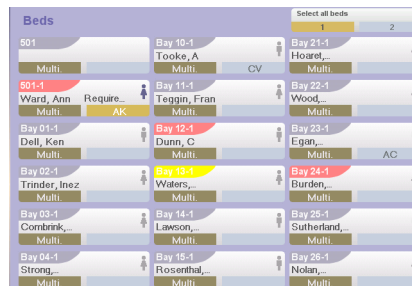 Beds
Select all beds
1 2
501
Multi.
Bay 10-1
Tooke, A
Multi CV
Bay 21-1
Hoaret,...
Multi.
501-1
Ward, Ann Require...
Multi. AK
Bay 11-1
Teggin, Fran
Multi
Bay 22-1
Wood,...
Multi.
Bay 01-1
Dell, Ken
Multi.
Bay 12-1
Dunn, C
Multi
Bay 23-1
Egan,...
Multi. AC
Bay 02-1
Trinder, Inez
Multi.
Bay 13-1
Waters,...
Multi
Bay 24-1
Burden,...
Multi.
Bay 03-1
Combrink,...
Multi.
Bay 14-1
Lawson,...
Multi
Bay 25-1
Sutherland,...
Multi.
Bay 04-1
Strong,...
Multi.
Bay 15-1
Rosenthal,...
Multi
Bay 26-1
Nolan,...
Multi.